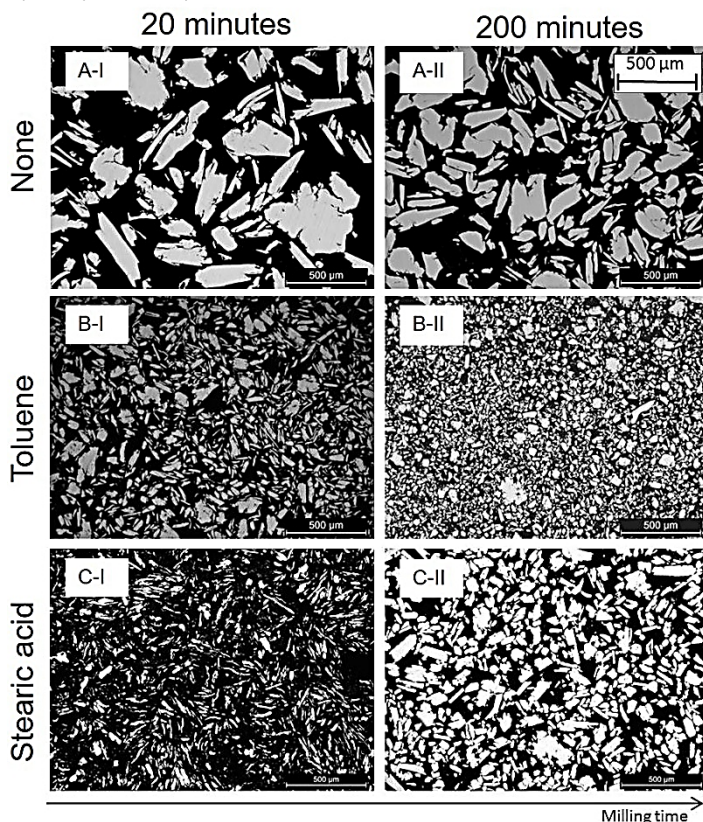 20 minutes
200 minutes
None
A-I
500 µm
A-II
500 µm
500 µm
Toluene
B-I
500 µm
B-II
500 µm
Stearic acid
C-I
500 µm
C-II
500 µm
Milling time